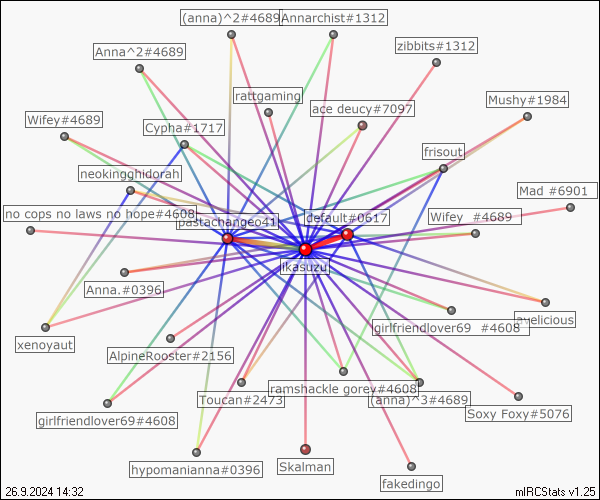 (anna)^2#4689
Annarchist#1312
zibbits#1312
Anna^2#4689
rattgaming
Mushy#1984
ace deucy#7097
Wifey#4689
Cypha#1717
frisout
neokingghidorah
Mad #6901
no cops no laws no hope#4608
pastachangeo41
default#0617
Wifey #4689
ikasuzu
Anna.#0396
ayelicious
girlfriendlover69 #4608
xenoyaut
AlpineRooster#2156
ramshackle gorey#4608
Toucan#2473
(anna)^3#4689
Soxy Foxy#5076
girlfriendlover69#4608
hypomanianna#0396
Skalman
fakedingo
26.9.2024 14:32
mIRCStats v1.25